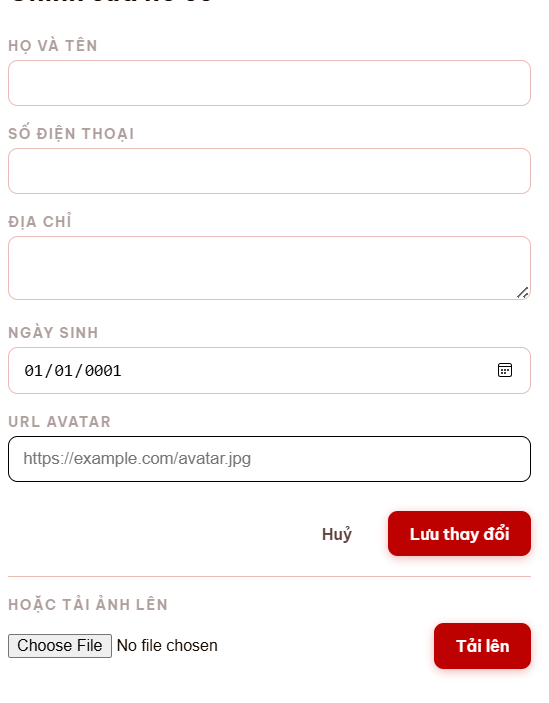 HỌ VÀ TÊN
SỐ ĐIỆN THOẠI
ĐỊA CHỈ
NGÀY SINH
01/01/0001
URL AVATAR
https://example.com/avatar.jpg
Huỷ Lưu thay đổi
HOẶC TẢI ẢNH LÊN
Choose File No file chosen Tải lên